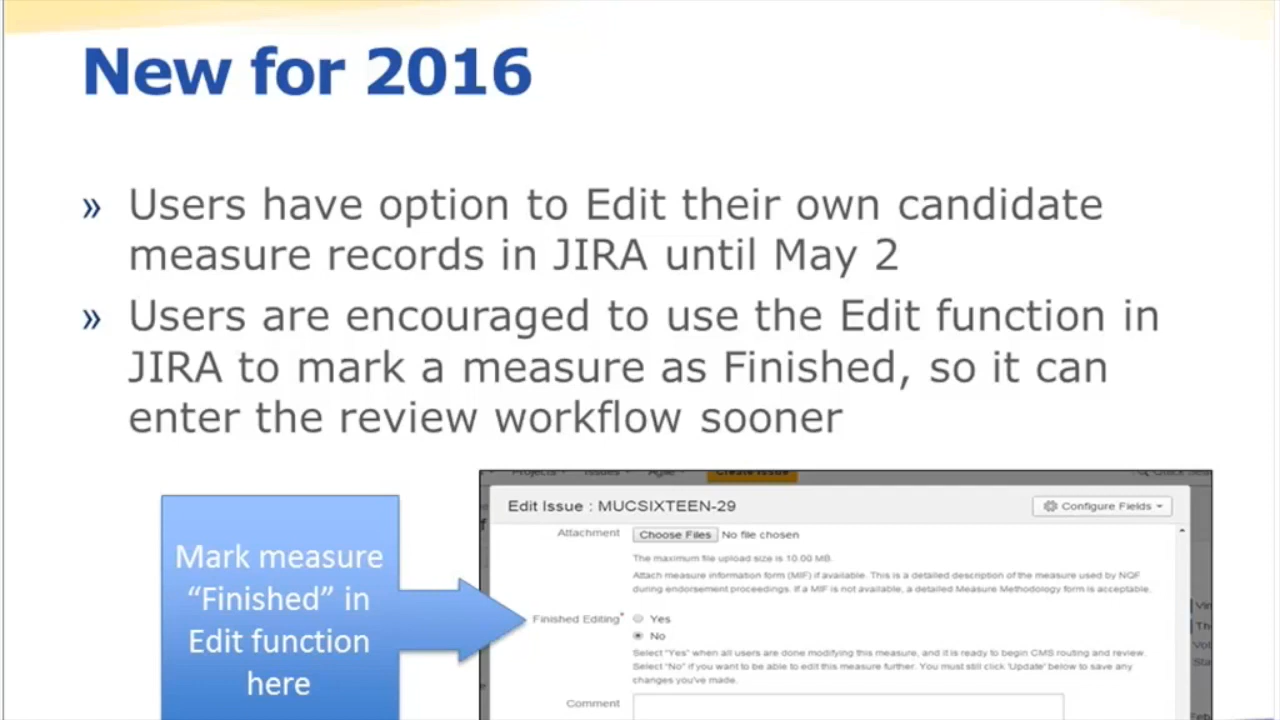 New for 2016
» Users have option to Edit their own candidate
measure records in JIRA until May 2
» Users are encouraged to use the Edit function in
JIRA to mark a measure as Finished, so it can
enter the review workflow sooner
Mark measure
“Finished” in
Edit function
here
Projects Issues Agile Create Issue
Edit Issue : MUCSIXTEEN-29
Configure Fields
Attachment Choose Files No file chosen
The maximum file upload size is 10.00 MB.
Attach measure information form (MIF) if available. This is a detailed description of the measure used by NQF
during endorsement proceedings. If a MIF is not available, a detailed Measure Methodology form is acceptable.
Finished Editing* Yes
No
Select "Yes" when all users are done modifying this measure, and it is ready to begin CMS routing and review.
Select "No" if you want to be able to edit this measure further. You must still click 'Update' below to save any
changes you've made.
Comment